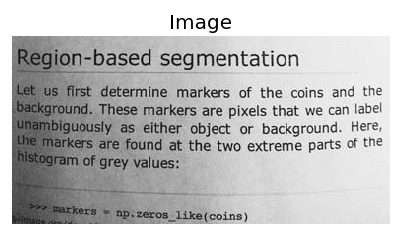 Image
Region-based segmentation
Let us first determine markers of the coins and the
background. These markers are pixels that we can label
unambiguously as either object or background. Here,
the markers are found at the two extreme parts of the
histogram of grey values:
>>> markers = np.zeros_like(coins)